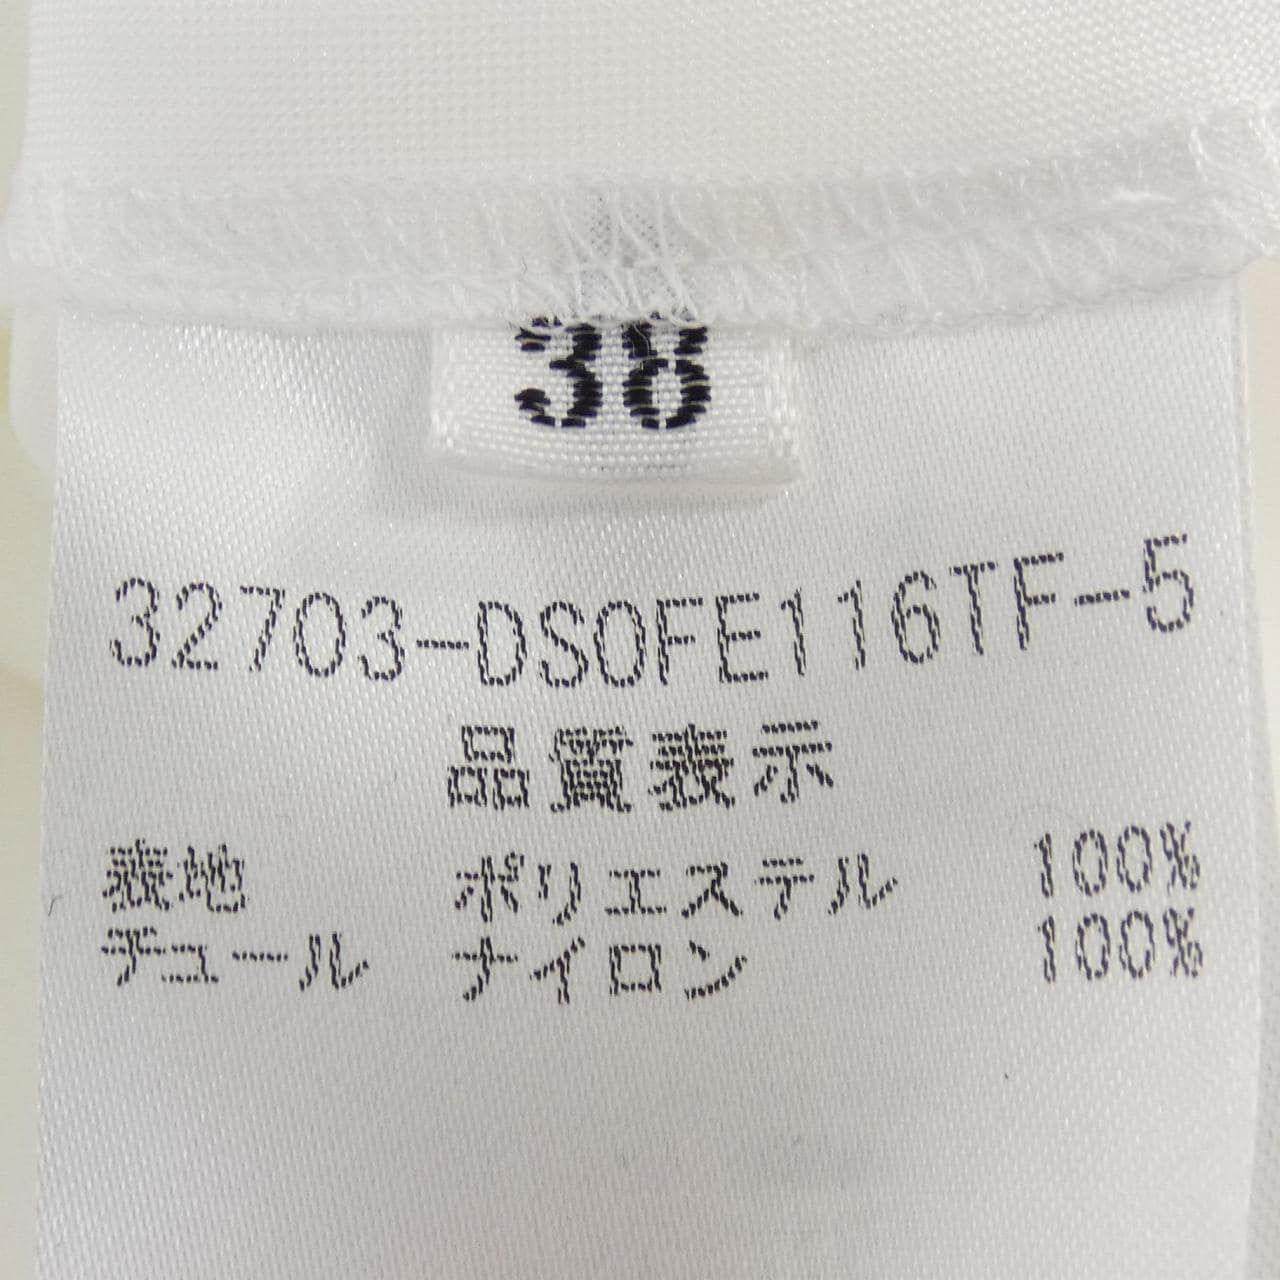 38
32703-DS0FE116TF-5
品質表示
表地 ポリエステル 100%
チュール ナイロン 100%